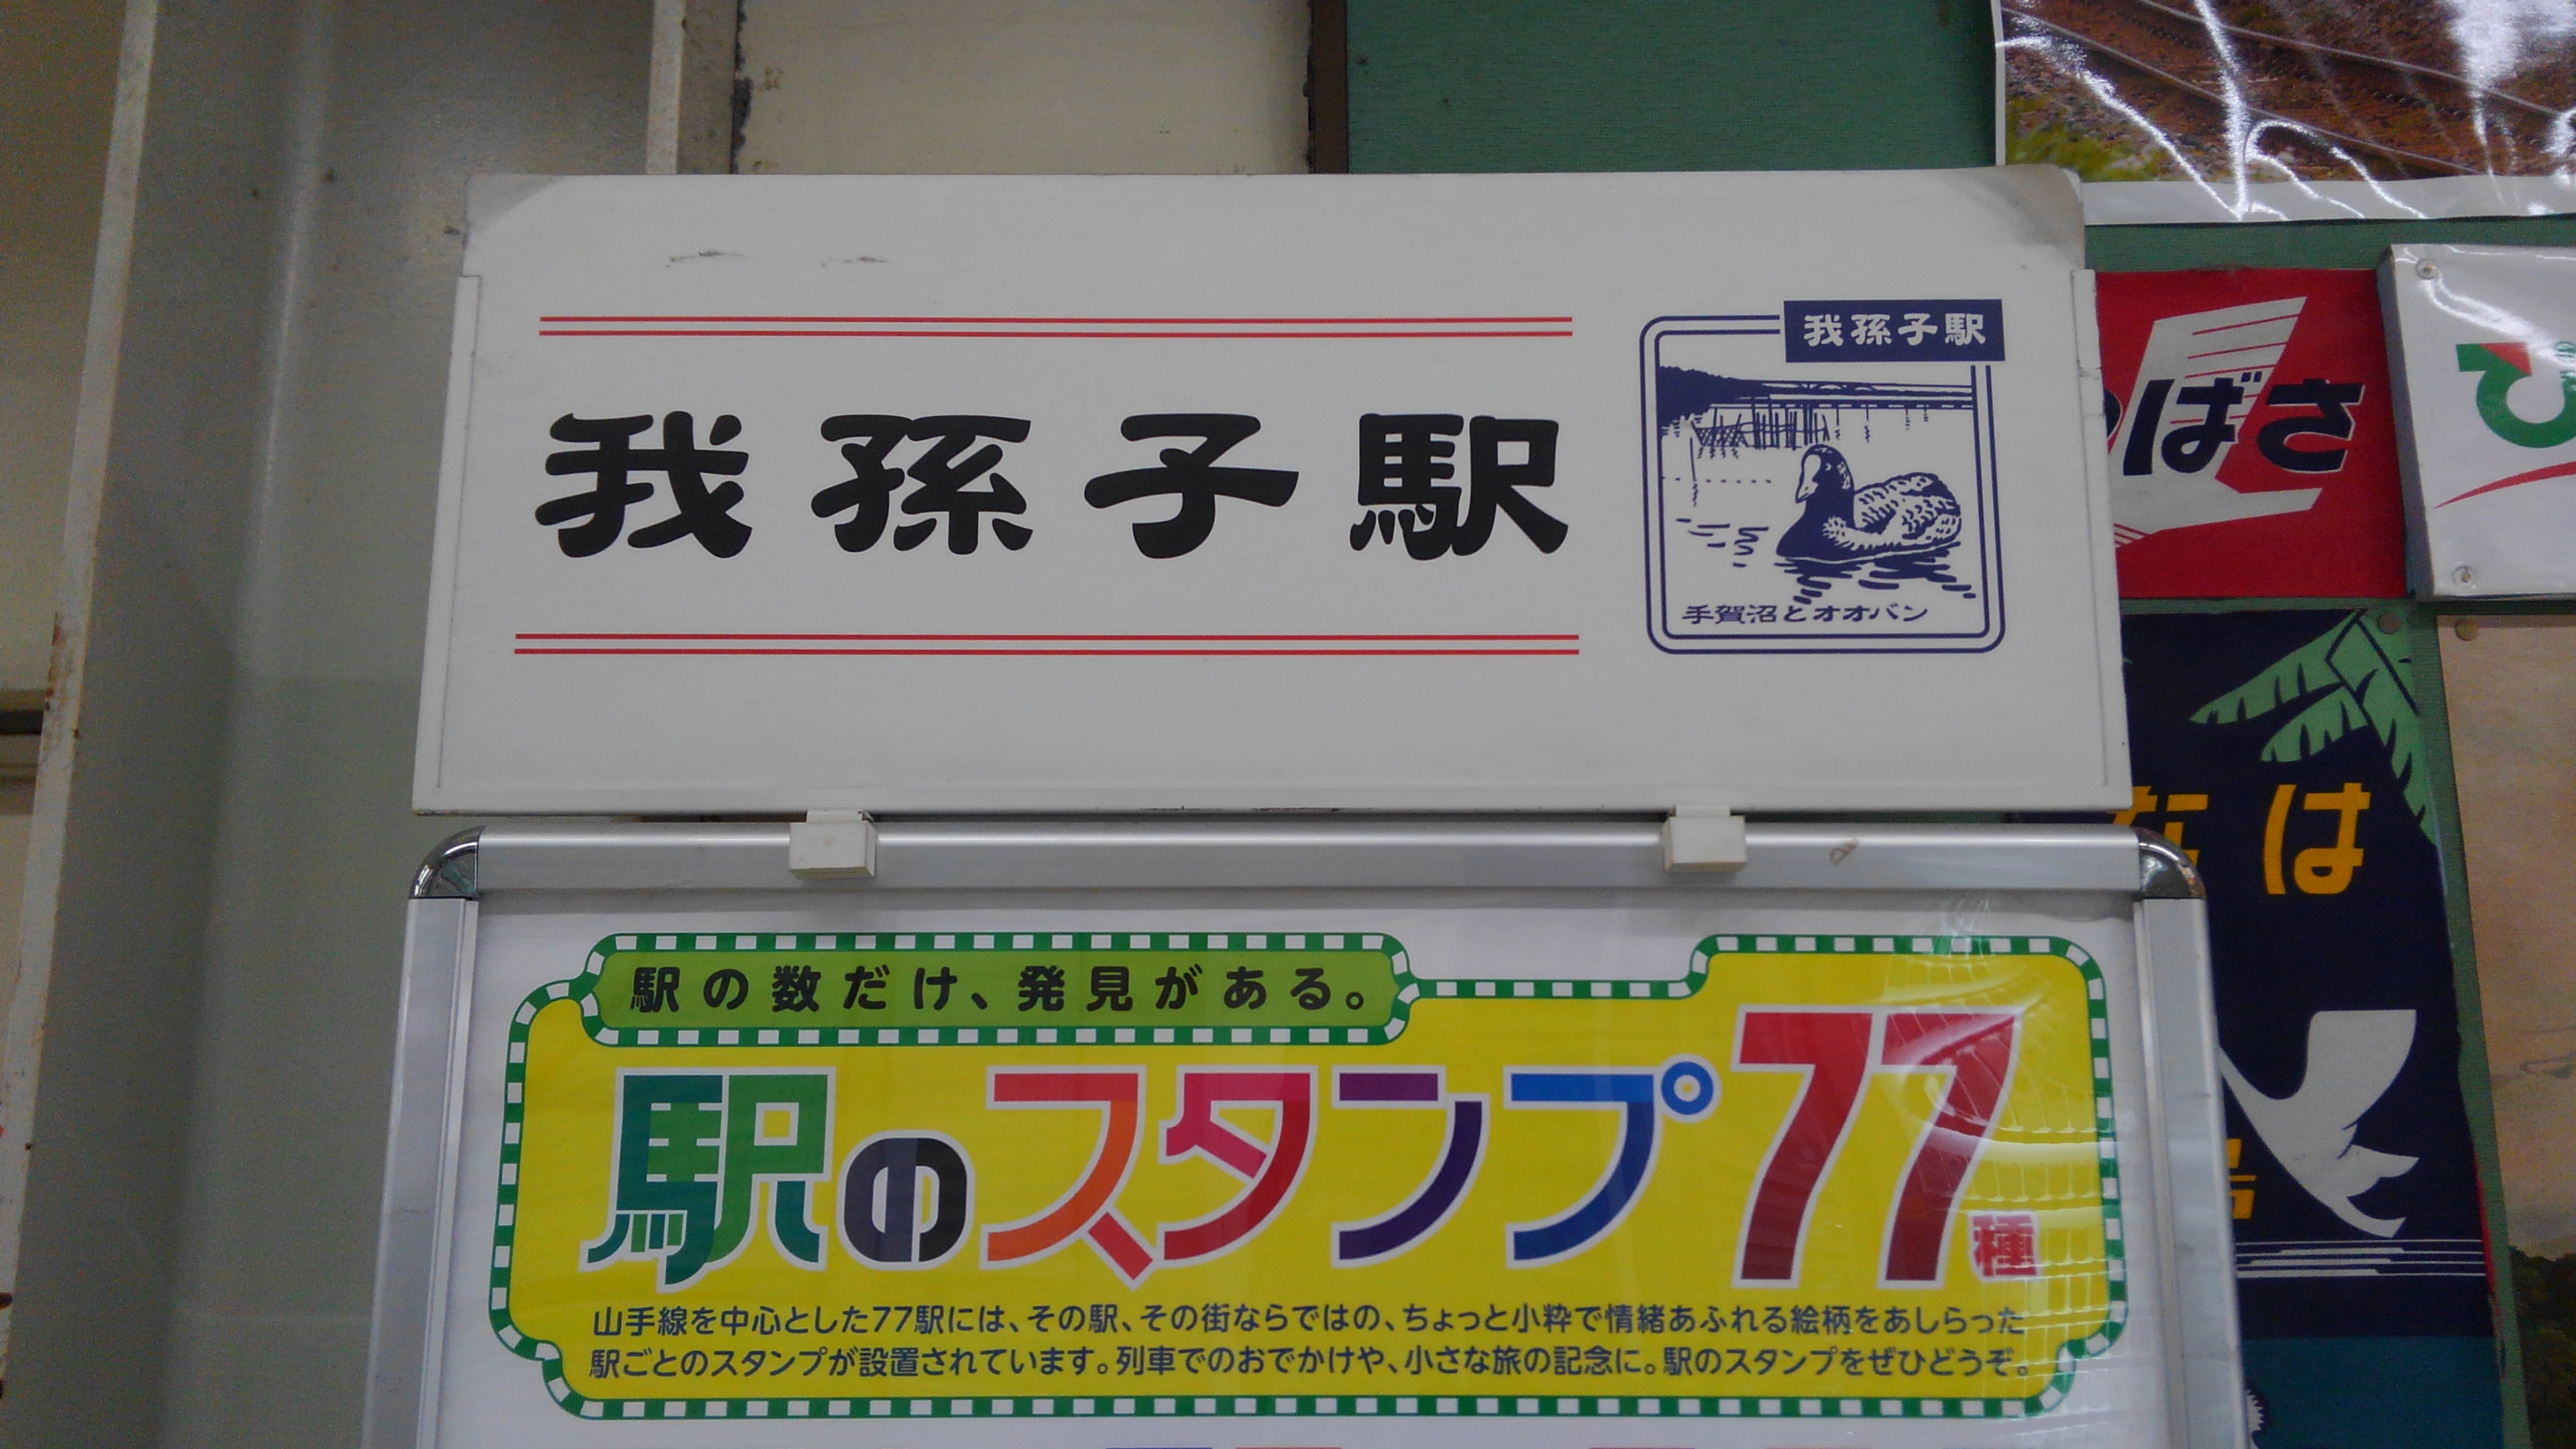 我孫子駅
我孫子駅
手賀沼とオオバン
ばさ
は
駅の数だけ、発見がある。
駅のスタンプ77種
山手線を中心とした77駅には、その駅、その街ならではの、ちょっと小粋で情緒あふれる絵柄をあしらった
駅ごとのスタンプが設置されています。列車でのおでかけや、小さな旅の記念に。駅のスタンプをぜひどうぞ。